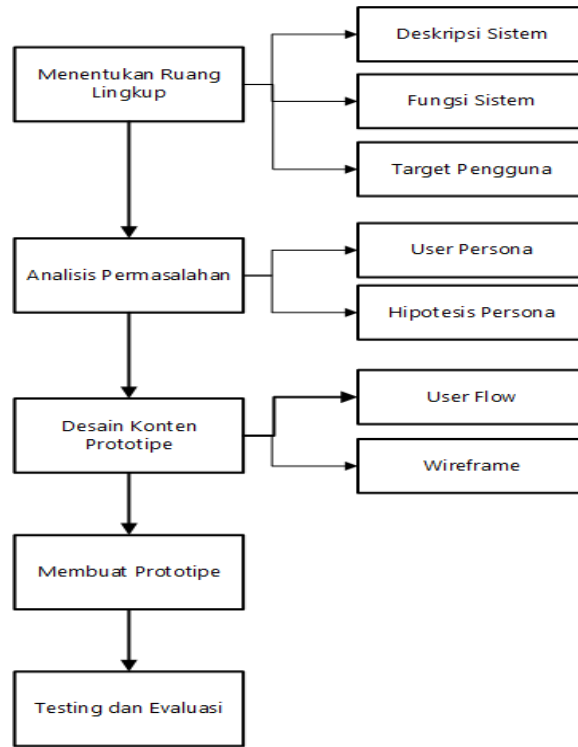 Menentukan Ruang
Lingkup
Deskripsi Sistem
Fungsi Sistem
Target Pengguna
Analisis Permasalahan
User Persona
Hipotesis Persona
Desain Konten
Prototipe
User Flow
Wireframe
Membuat Prototipe
Testing dan Evaluasi